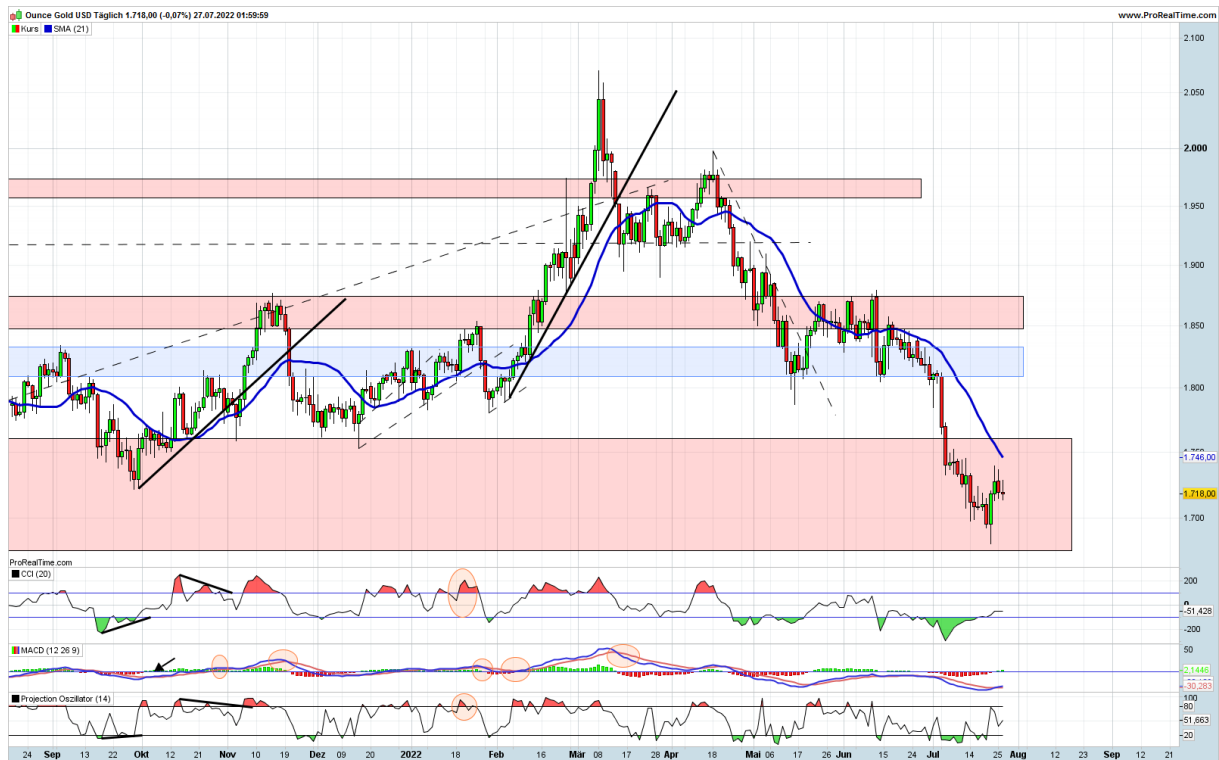 Ounce Gold USD Täglich 1.718,00 (-0,07%) 27.07.2022 01:59:59
www.ProRealTime.com
Kurs SMA (21)
2.100
2.050
2.000
1.950
1.900
1.850
1.800
1.746,00
1.718,00
1.700
ProRealTime.com
CCI (20)
200
-51,428
-200
MACD (12 26 9)
50
2,1446
-30,283
Projection Oszillator (14)
100
80
51,663
20
24 Sep 13 24 Okt 12 21 Nov 10 19 Dez 09 20 2022 18 Feb 16 Mär 08 17 28 Apr 18 Mai 06 17 26 Jun 15 24 Jul 14 25 Aug 12 23 Sep 12 21